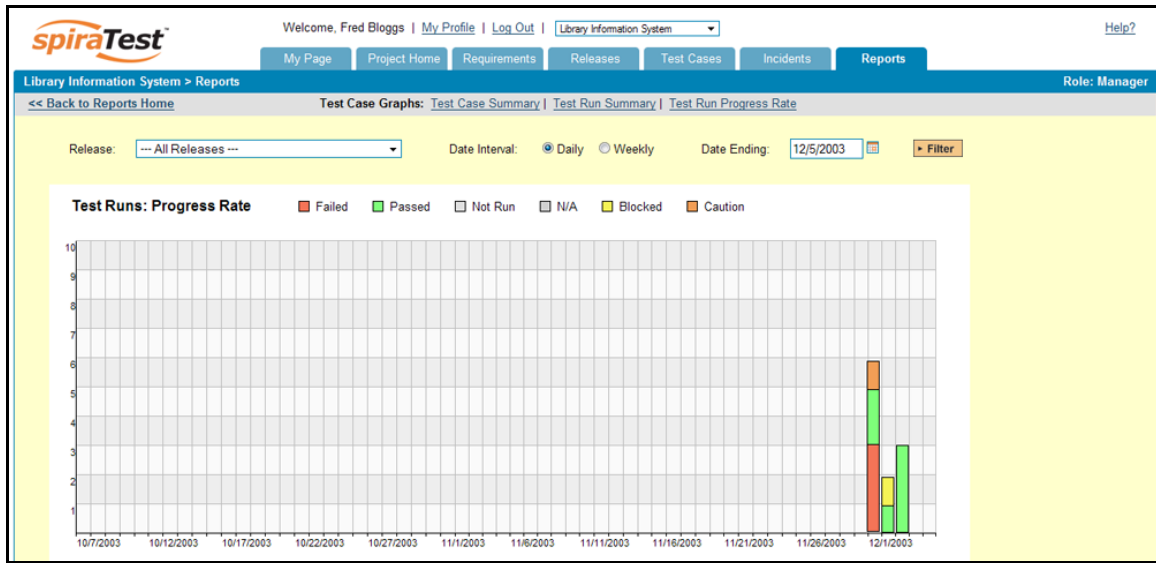 spiraTest™
Welcome, Fred Bloggs | My Profile | Log Out | Library Information System
Help?
My Page Project Home Requirements Releases Test Cases Incidents Reports
Library Information System > Reports Role: Manager
<< Back to Reports Home Test Case Graphs: Test Case Summary | Test Run Summary | Test Run Progress Rate
Release: --- All Releases --- Date Interval: Daily Weekly Date Ending: 12/5/2003 Filter
Test Runs: Progress Rate Failed Passed Not Run N/A Blocked Caution
10
9
8
7
6
5
4
3
2
1
10/7/2003 10/12/2003 10/17/2003 10/22/2003 10/27/2003 11/1/2003 11/6/2003 11/11/2003 11/16/2003 11/21/2003 11/26/2003 12/1/2003